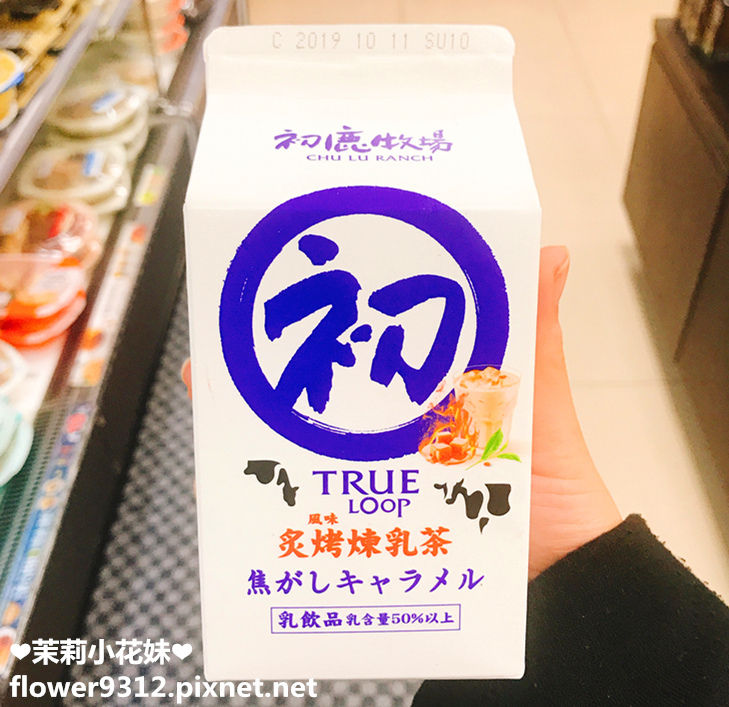 C 2019 10 11 SU10
初鹿牧場
CHU LU RANCH
初
TRUE
LOOP
風味
炙烤煉乳茶
焦がしキャラメル
乳飲品 乳含量50%以上
❤茉莉小花妹❤
flower9312.pixnet.net